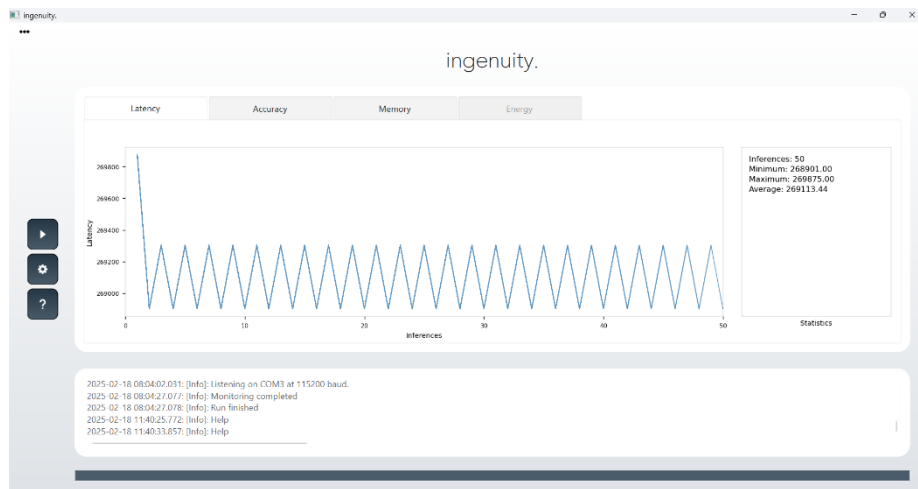 ingenuity.
•••
ingenuity.
Latency
Accuracy
Memory
Energy
269800
269600
269400
269200
269000
Latency
0
10
20
30
40
50
Inferences
Inferences: 50
Minimum: 268901.00
Maximum: 269875.00
Average: 269113.44
Statistics
?
2025-02-18 08:04:02.031: [Info]: Listening on COM3 at 115200 baud.
2025-02-18 08:04:27.077: [Info]: Monitoring completed
2025-02-18 08:04:27.078: [Info]: Run finished
2025-02-18 11:40:25.772: [Info]: Help
2025-02-18 11:40:33.857: [Info]: Help